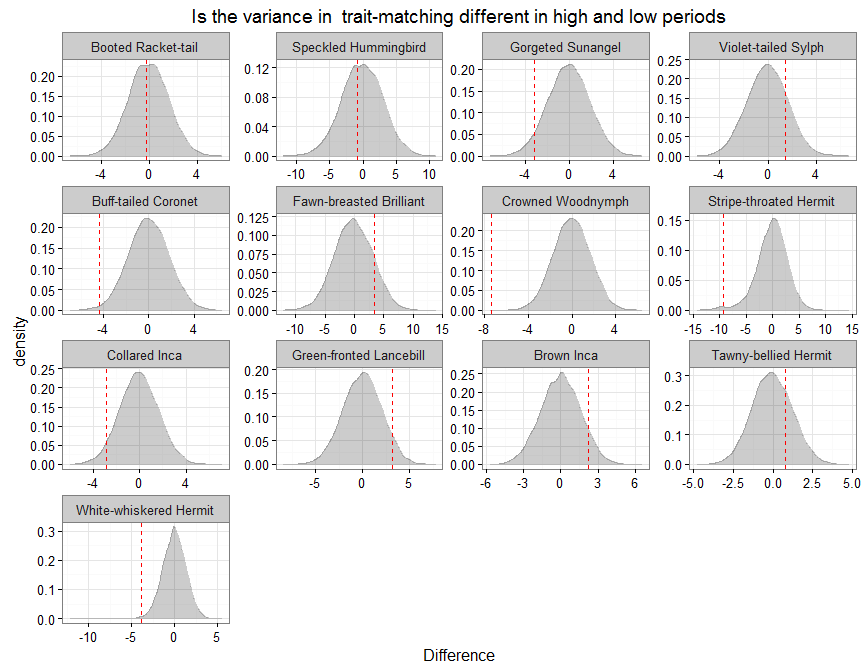 Is the variance in  trait-matching different in high and low periods
Booted Racket-tail
Speckled Hummingbird
Gorgeted Sunangel
Violet-tailed Sylph
0.20
0.15
0.10
0.05
0.00
-4 0 4
0.12
0.08
0.04
0.00
-10 -5 0 5 10
0.20
0.15
0.10
0.05
0.00
-4 0 4
0.25
0.20
0.15
0.10
0.05
0.00
-4 0 4
Buff-tailed Coronet
Fawn-breasted Brilliant
Crowned Woodnymph
Stripe-throated Hermit
0.20
0.15
0.10
0.05
0.00
-4 0 4
0.125
0.100
0.075
0.050
0.025
0.000
-10 -5 0 5 10 15
0.20
0.15
0.10
0.05
0.00
-8 -4 0 4
0.15
0.10
0.05
0.00
-15 -10 -5 0 5 10 15
density
Collared Inca
Green-fronted Lancebill
Brown Inca
Tawny-bellied Hermit
0.25
0.20
0.15
0.10
0.05
0.00
-4 0 4
0.20
0.15
0.10
0.05
0.00
-5 0 5
0.25
0.20
0.15
0.10
0.05
0.00
-6 -3 0 3 6
0.3
0.2
0.1
0.0
-5.0 -2.5 0.0 2.5 5.0
White-whiskered Hermit
0.3
0.2
0.1
0.0
-10 -5 0 5
Difference